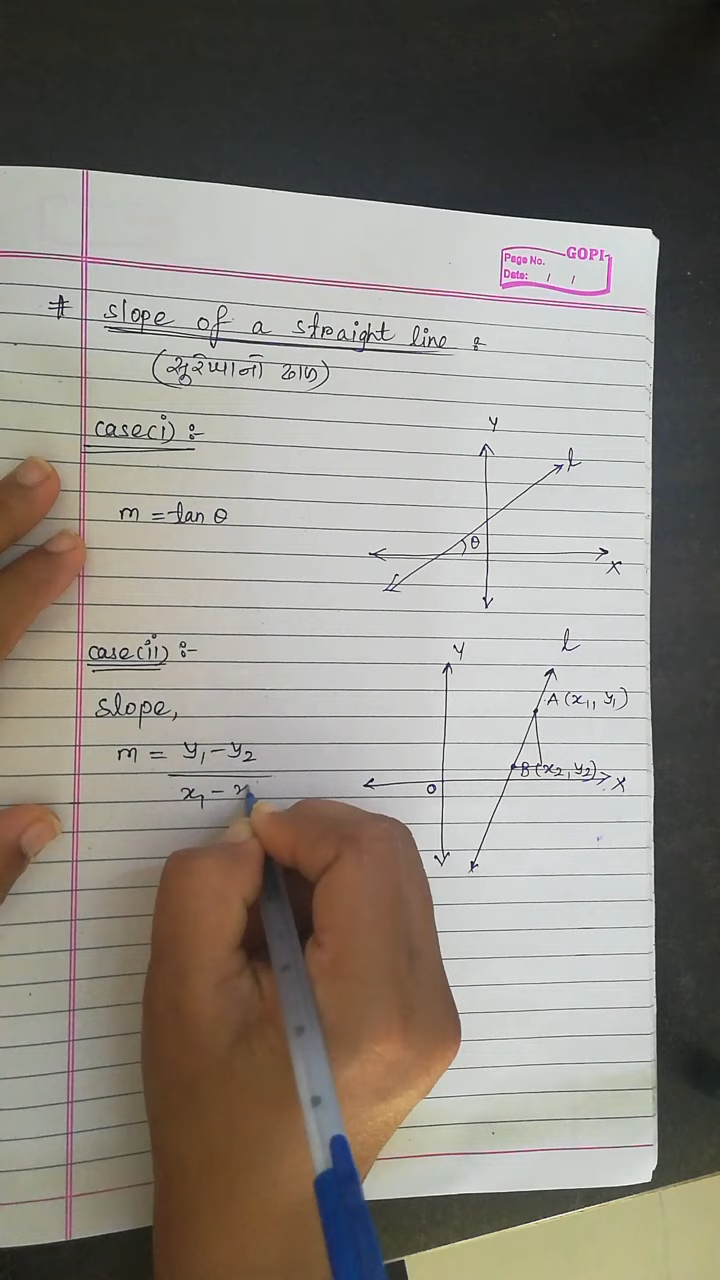 GOPI
Page No.
Date: / /
# slope of a straight line :-
(સુરેખાનો ઢાળ)
case(i) :-
m = tan θ
Y
l
θ
X
case(ii) :-
slope,
m = y₁ - y₂
x₁ - x
Y
l
A (x₁, y₁)
B (x₂, y₂)
X
O